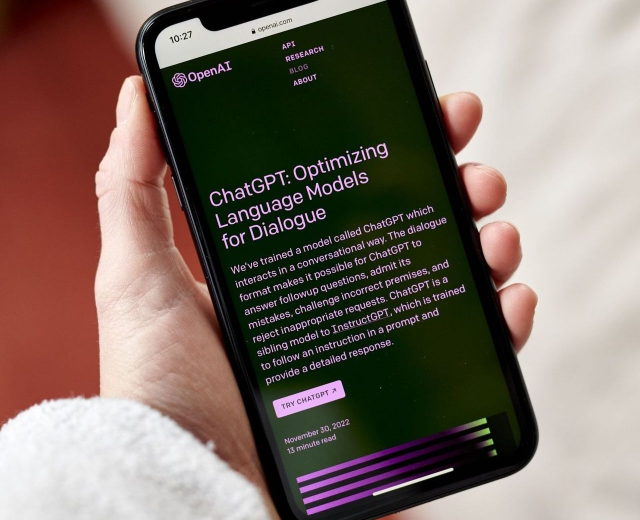 10:27
openai.com
OpenAI
API
RESEARCH
BLOG
ABOUT
ChatGPT: Optimizing
Language Models
for Dialogue
We've trained a model called ChatGPT which
interacts in a conversational way. The dialogue
format makes it possible for ChatGPT to
answer followup questions, admit its
mistakes, challenge incorrect premises, and
reject inappropriate requests. ChatGPT is a
sibling model to InstructGPT, which is trained
to follow an instruction in a prompt and
provide a detailed response.
TRY CHATGPT ↗
November 30, 2022
13 minute read